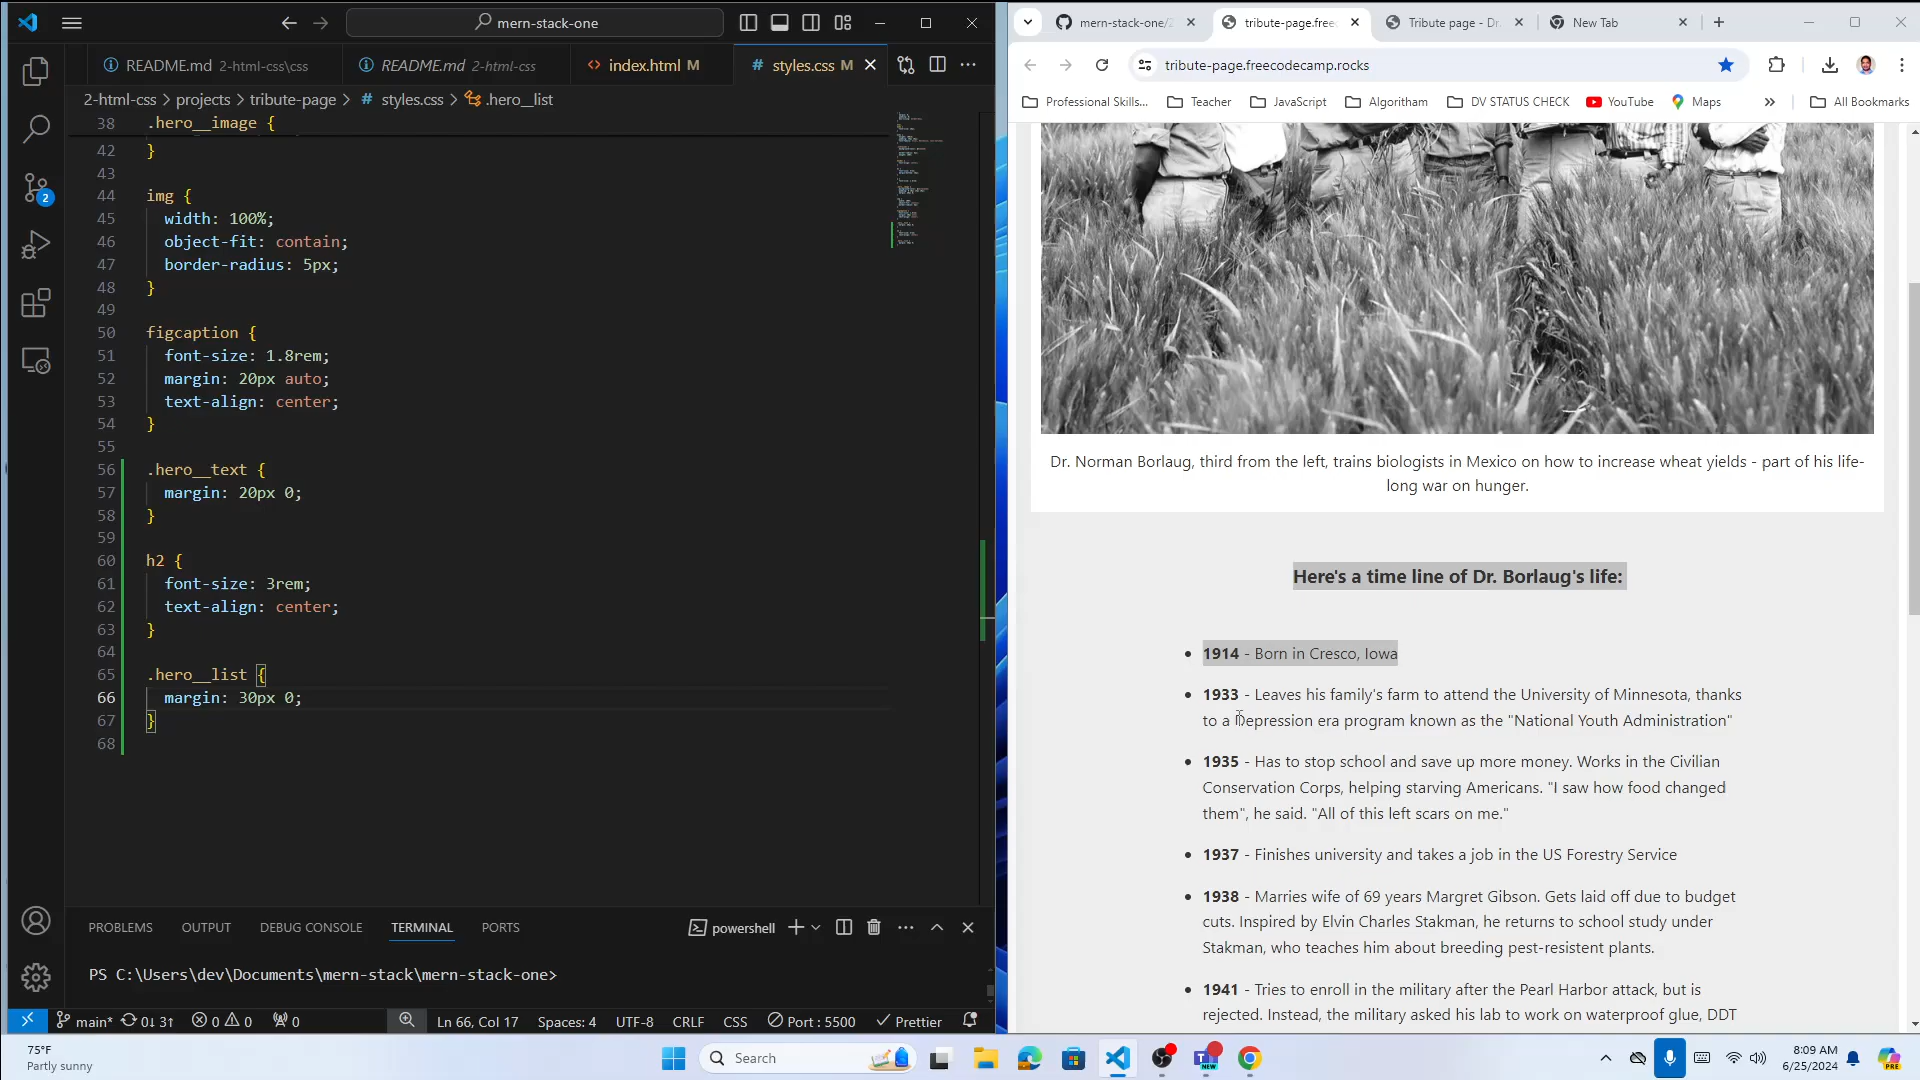 mern-stack-one
README.md 2-html-css\css
README.md 2-html-css
index.html M
styles.css M
2-html-css > projects > tribute-page > # styles.css > .hero__list
38 .hero__image {
42 }
43
44 img {
45 width: 100%;
46 object-fit: contain;
47 border-radius: 5px;
48 }
49
50 figcaption {
51 font-size: 1.8rem;
52 margin: 20px auto;
53 text-align: center;
54 }
55
56 .hero__text {
57 margin: 20px 0;
58 }
59
60 h2 {
61 font-size: 3rem;
62 text-align: center;
63 }
64
65 .hero__list {
66 margin: 30px 0;
67 }
68
2
PROBLEMS OUTPUT DEBUG CONSOLE TERMINAL PORTS
powershell
PS C:\Users\dev\Documents\mern-stack\mern-stack-one>
main* 0↓ 3↑ 0 0 0
Ln 66, Col 17 Spaces: 4 UTF-8 CRLF CSS Port : 5500 Prettier
mern-stack-one/
tribute-page.free
Tribute page - Dr.
New Tab
tribute-page.freecodecamp.rocks
Professional Skills... Teacher JavaScript Algoritham DV STATUS CHECK YouTube Maps » All Bookmarks
Dr. Norman Borlaug, third from the left, trains biologists in Mexico on how to increase wheat yields - part of his life-
long war on hunger.
Here's a time line of Dr. Borlaug's life:
• 1914 - Born in Cresco, Iowa
• 1933 - Leaves his family's farm to attend the University of Minnesota, thanks
to a Depression era program known as the "National Youth Administration"
• 1935 - Has to stop school and save up more money. Works in the Civilian
Conservation Corps, helping starving Americans. "I saw how food changed
them", he said. "All of this left scars on me."
• 1937 - Finishes university and takes a job in the US Forestry Service
• 1938 - Marries wife of 69 years Margret Gibson. Gets laid off due to budget
cuts. Inspired by Elvin Charles Stakman, he returns to school study under
Stakman, who teaches him about breeding pest-resistent plants.
• 1941 - Tries to enroll in the military after the Pearl Harbor attack, but is
rejected. Instead, the military asked his lab to work on waterproof glue, DDT
75°F
Partly sunny
Search
NEW
8:09 AM
6/25/2024
PRE